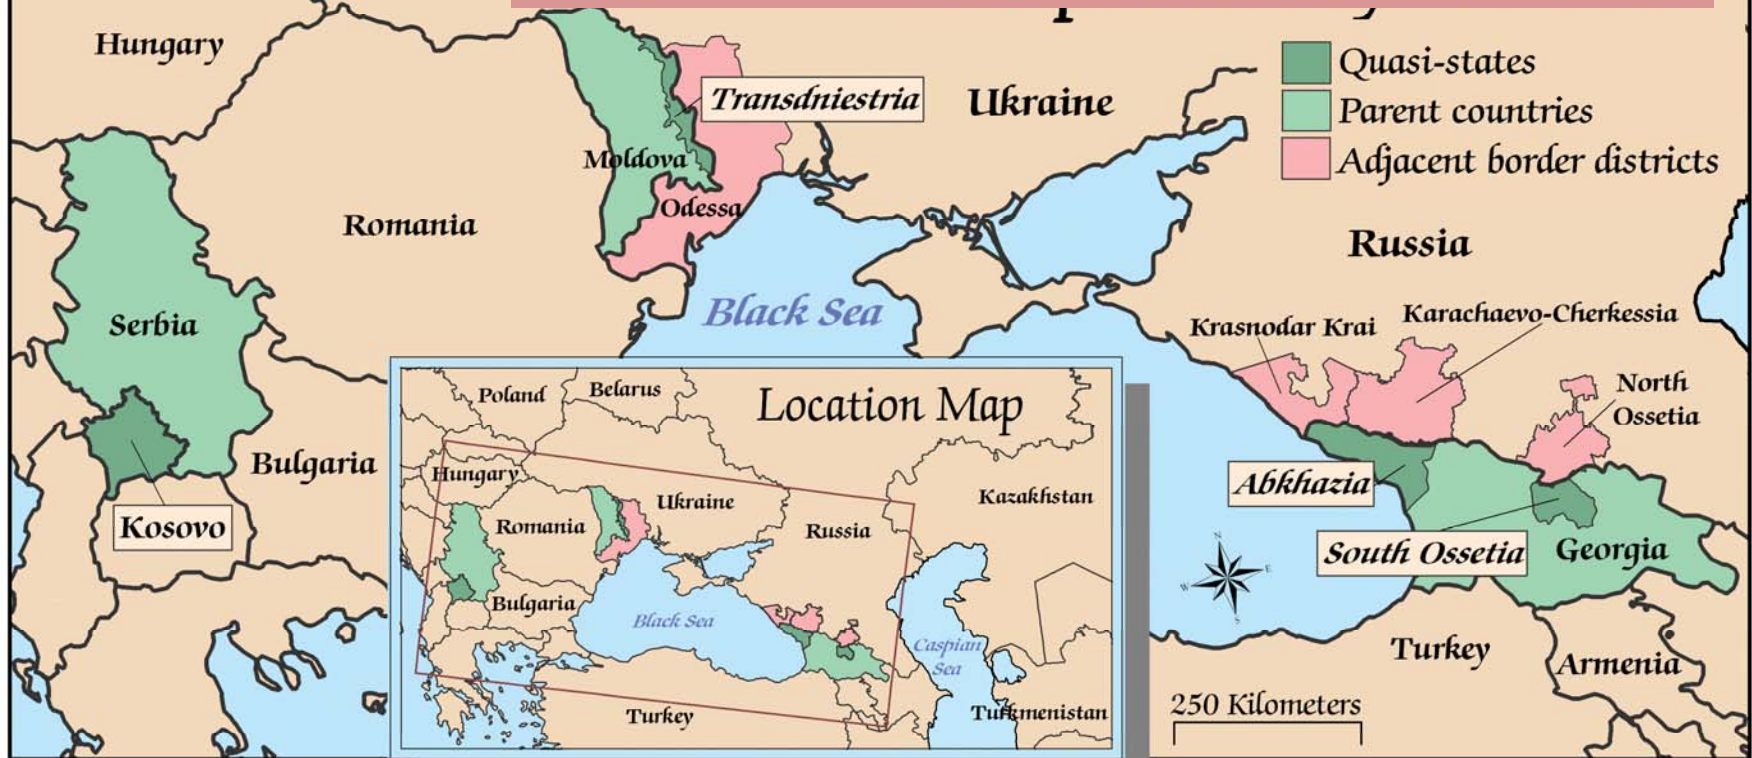 Hungary
Transdniestria
Ukraine
Quasi-states
Parent countries
Adjacent border districts
Moldova
Odessa
Romania
Russia
Black Sea
Serbia
Krasnodar Krai
Karachaevo-Cherkessia
North
Ossetia
Bulgaria
Kosovo
Abkhazia
South Ossetia
Georgia
Turkey
Armenia
250 Kilometers
N
E
S
W
Location Map
Poland
Belarus
Hungary
Ukraine
Kazakhstan
Romania
Russia
Bulgaria
Black Sea
Caspian
Sea
Turkey
Turkmenistan